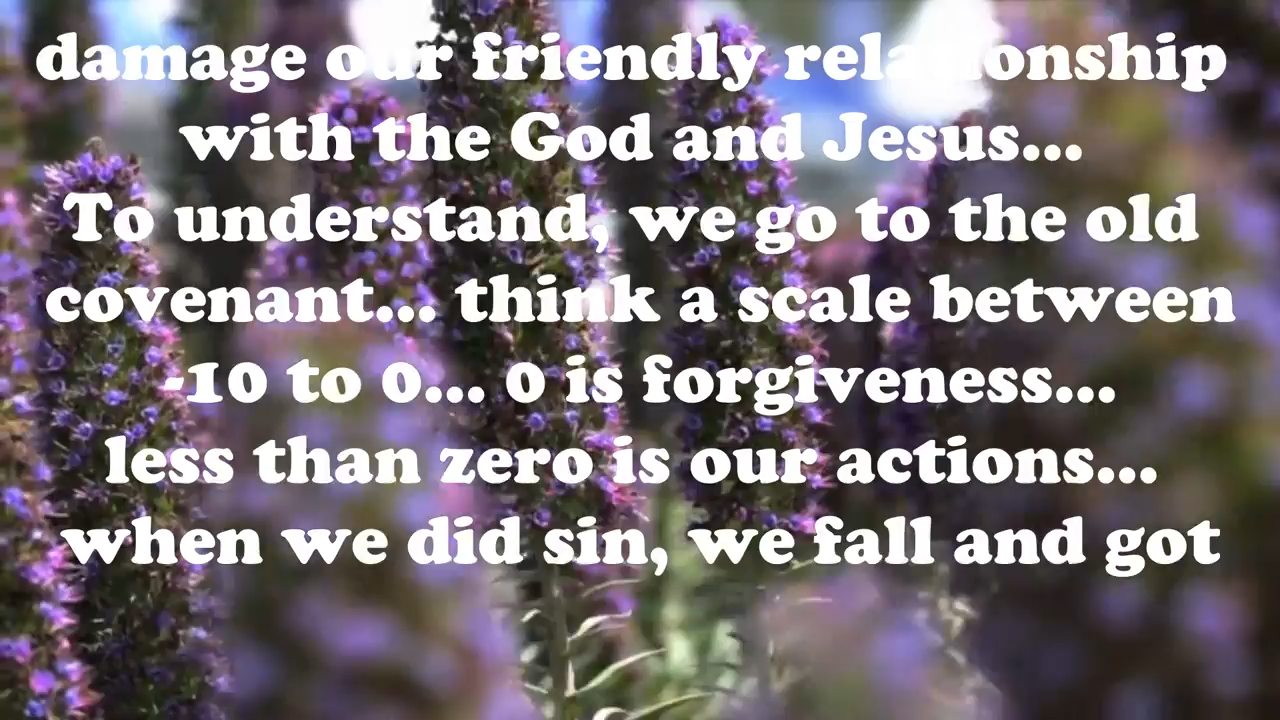 damage our friendly relationship
with the God and Jesus...
To understand, we go to the old
covenant... think a scale between
-10 to 0... 0 is forgiveness...
less than zero is our actions...
when we did sin, we fall and got